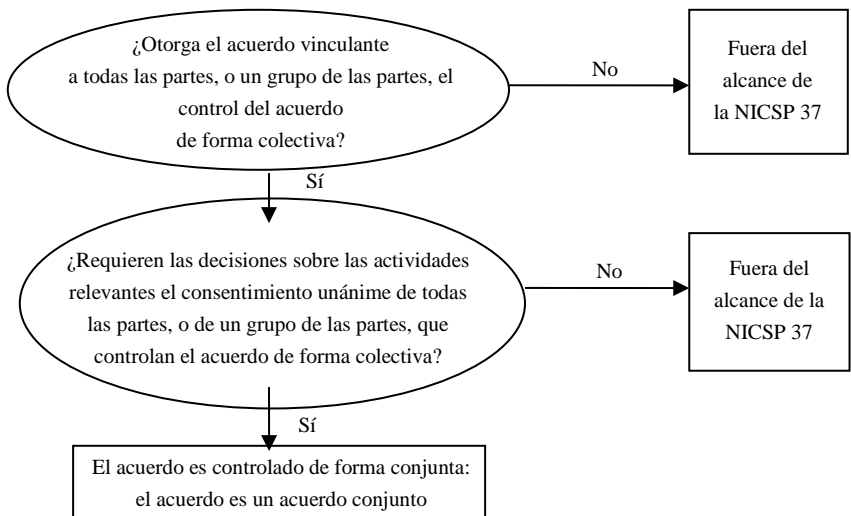 ¿Otorga el acuerdo vinculante
a todas las partes, o un grupo de las partes, el
control del acuerdo
de forma colectiva?
No
Fuera del
alcance de
la NICSP 37
Sí
¿Requieren las decisiones sobre las actividades
relevantes el consentimiento unánime de todas
las partes, o de un grupo de las partes, que
controlan el acuerdo de forma colectiva?
No
Fuera del
alcance de la
NICSP 37
Sí
El acuerdo es controlado de forma conjunta:
el acuerdo es un acuerdo conjunto